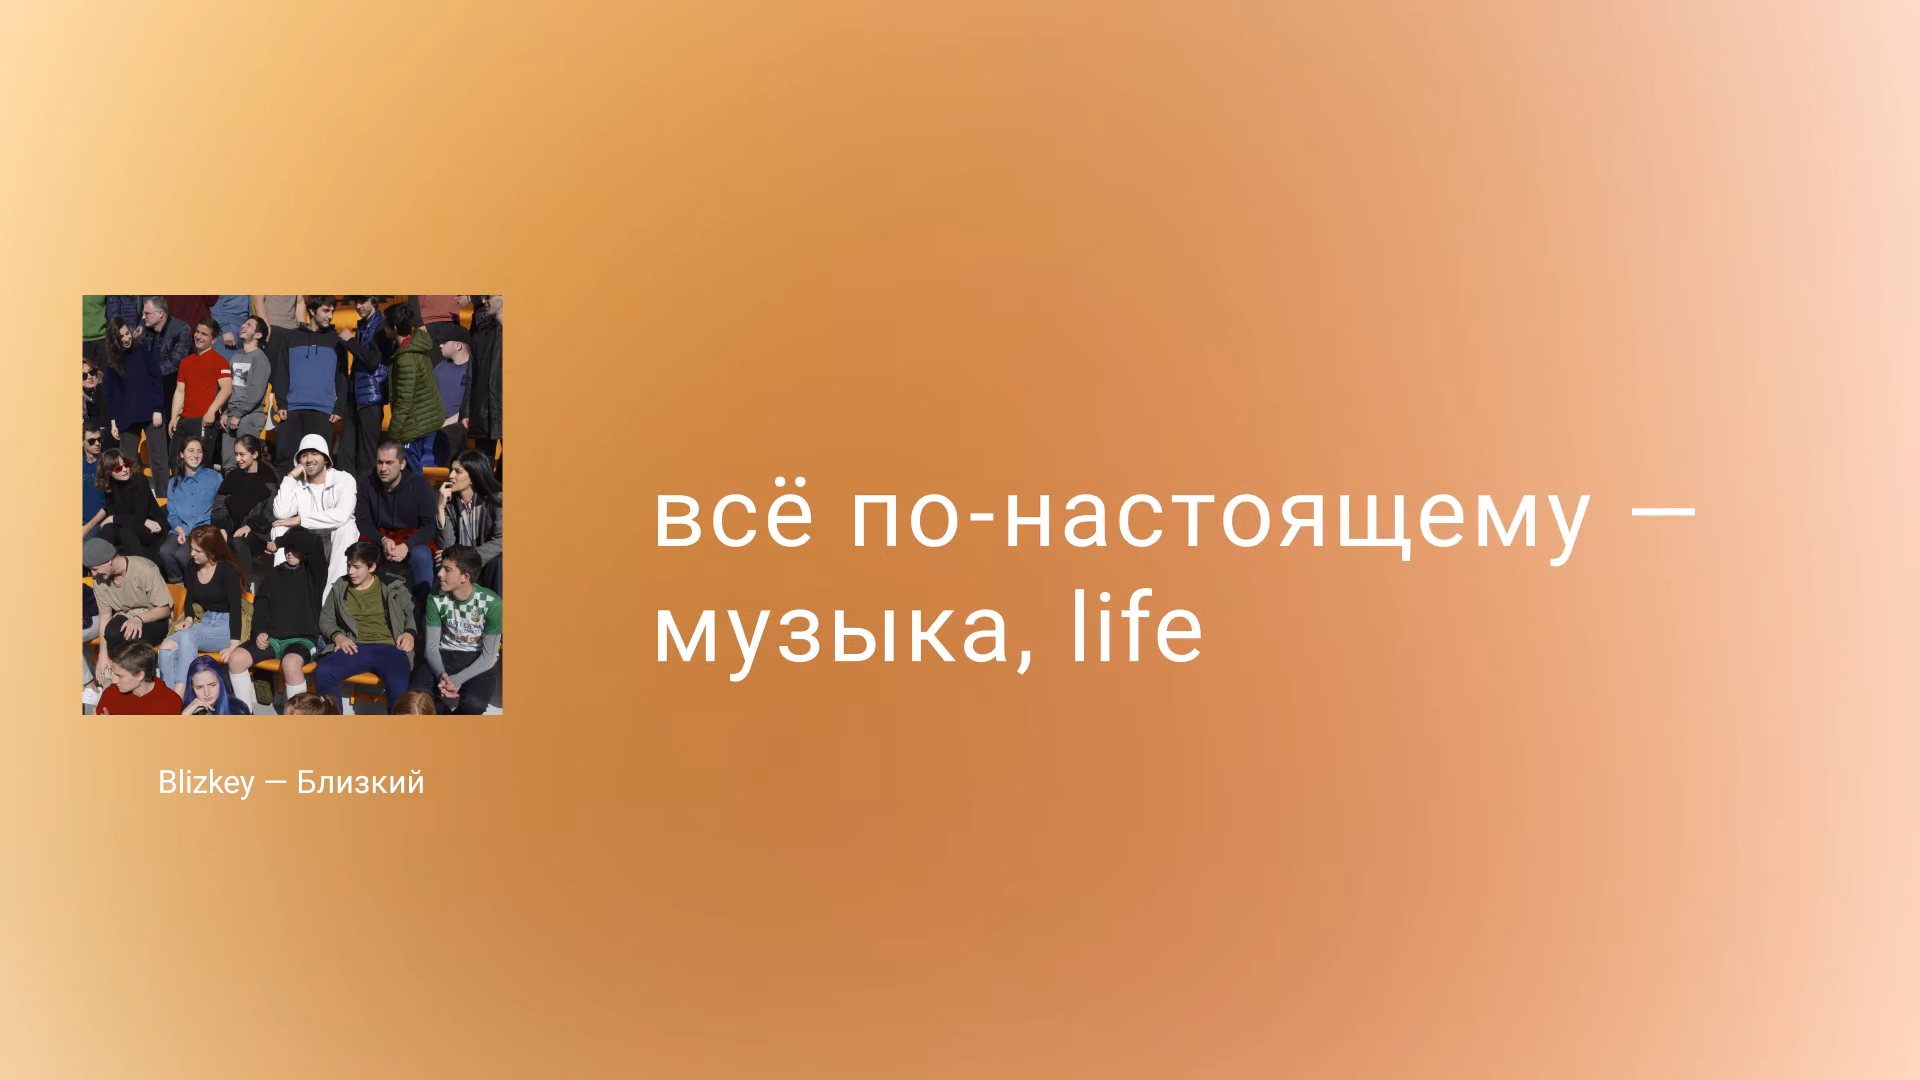 всё по-настоящему —
музыка, life
Blizkey — Близкий